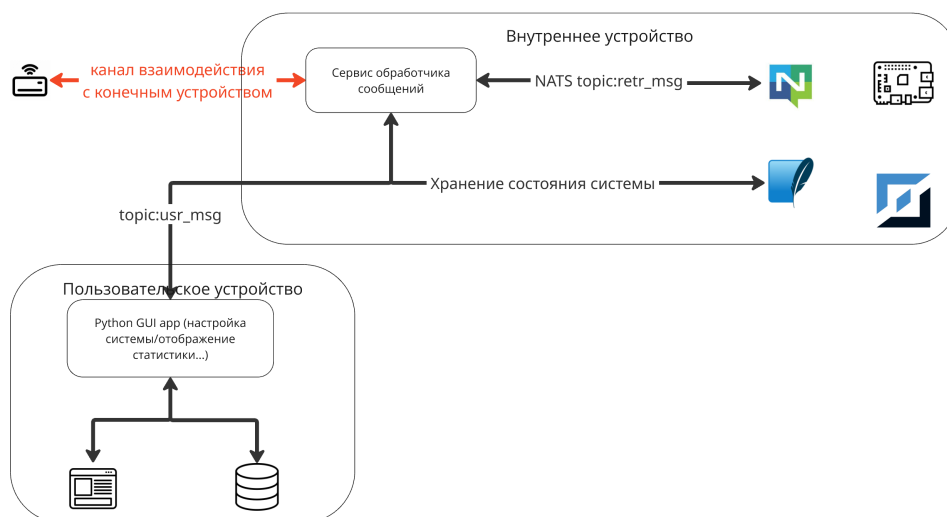 Внутреннее устройство
канал взаимодействия
с конечным устройством
Сервис обработчика
сообщений
NATS topic:retr_msg
Хранение состояния системы
topic:usr_msg
Пользовательское устройство
Python GUI app (настройка
системы/отображение
статистики...)